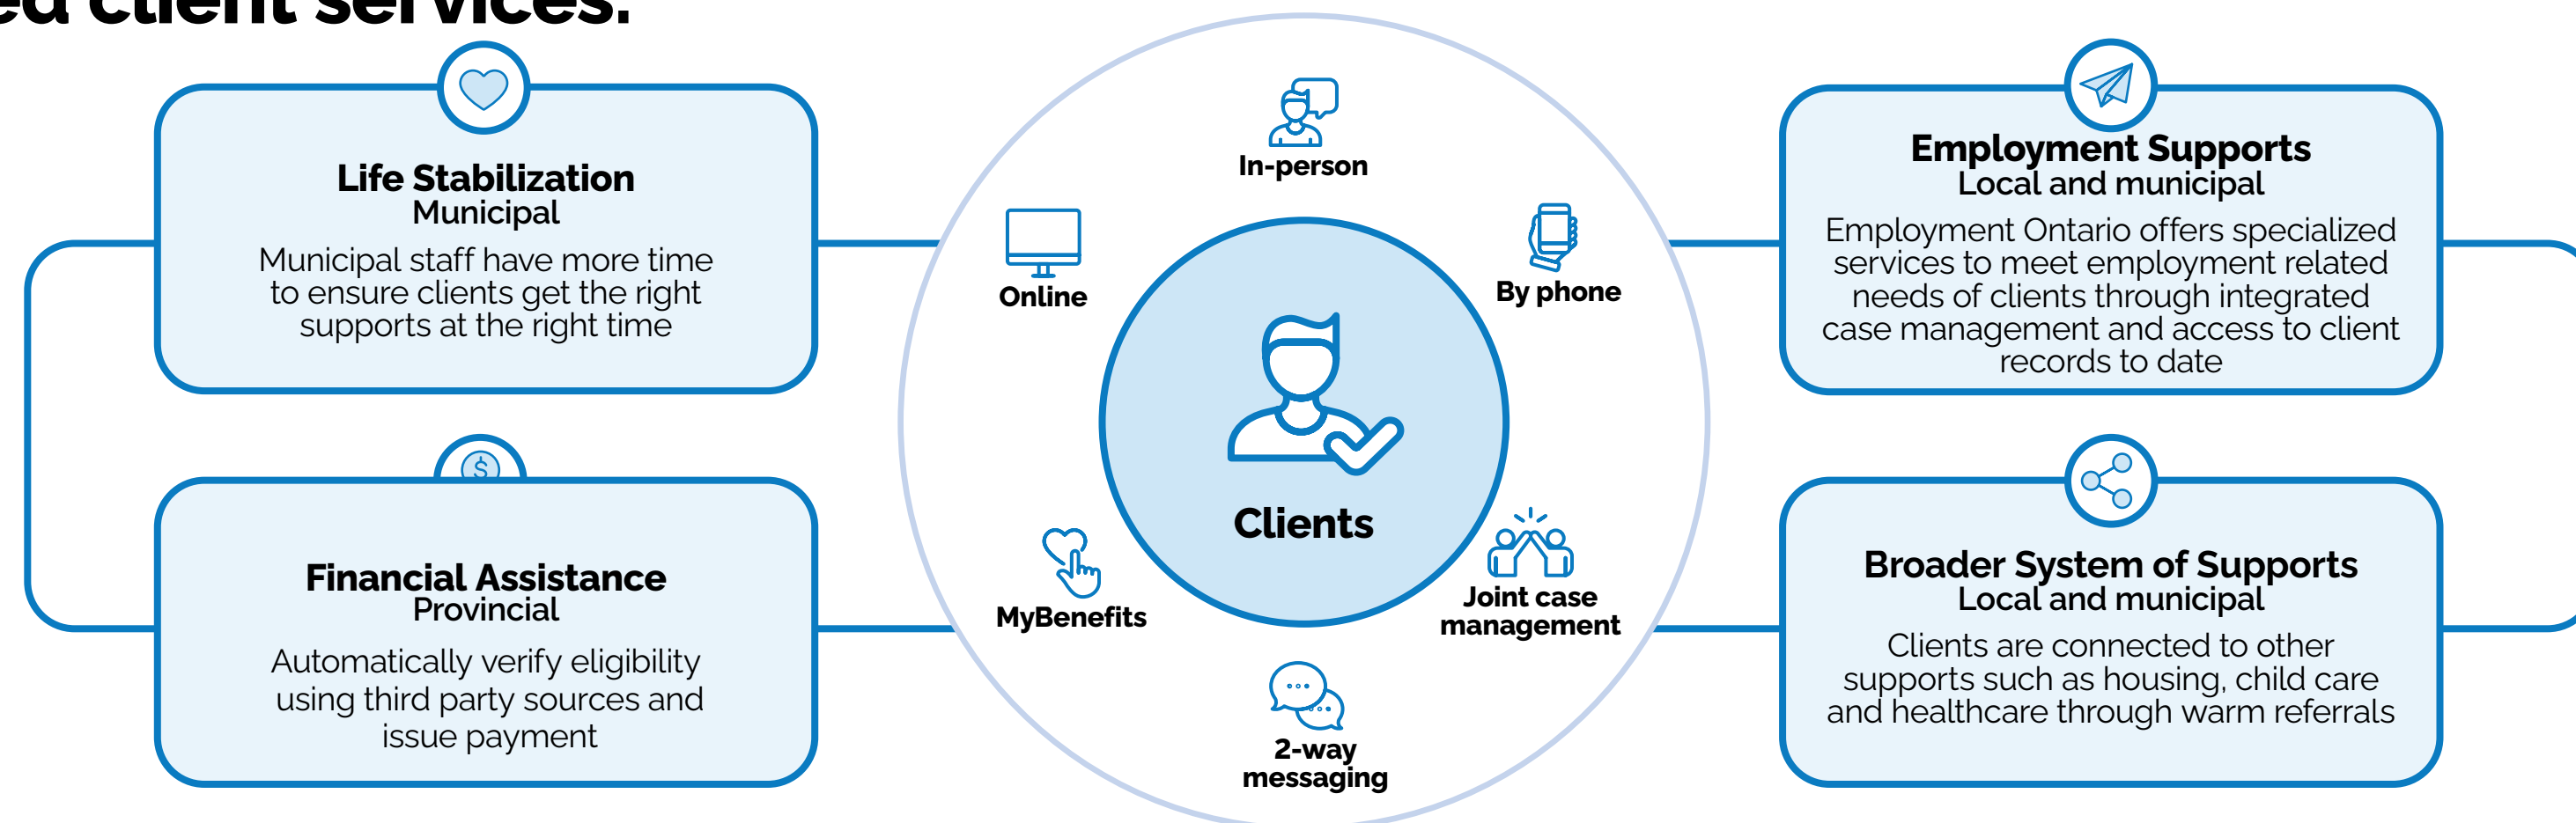 client services.
Life Stabilization
Municipal
Municipal staff have more time
to ensure clients get the right
supports at the right time
Financial Assistance
Provincial
Automatically verify eligibility
using third party sources and
issue payment
In-person
Online
By phone
Clients
MyBenefits
Joint case
management
2-way
messaging
Employment Supports
Local and municipal
Employment Ontario offers specialized
services to meet employment related
needs of clients through integrated
case management and access to client
records to date
Broader System of Supports
Local and municipal
Clients are connected to other
supports such as housing, child care
and healthcare through warm referrals